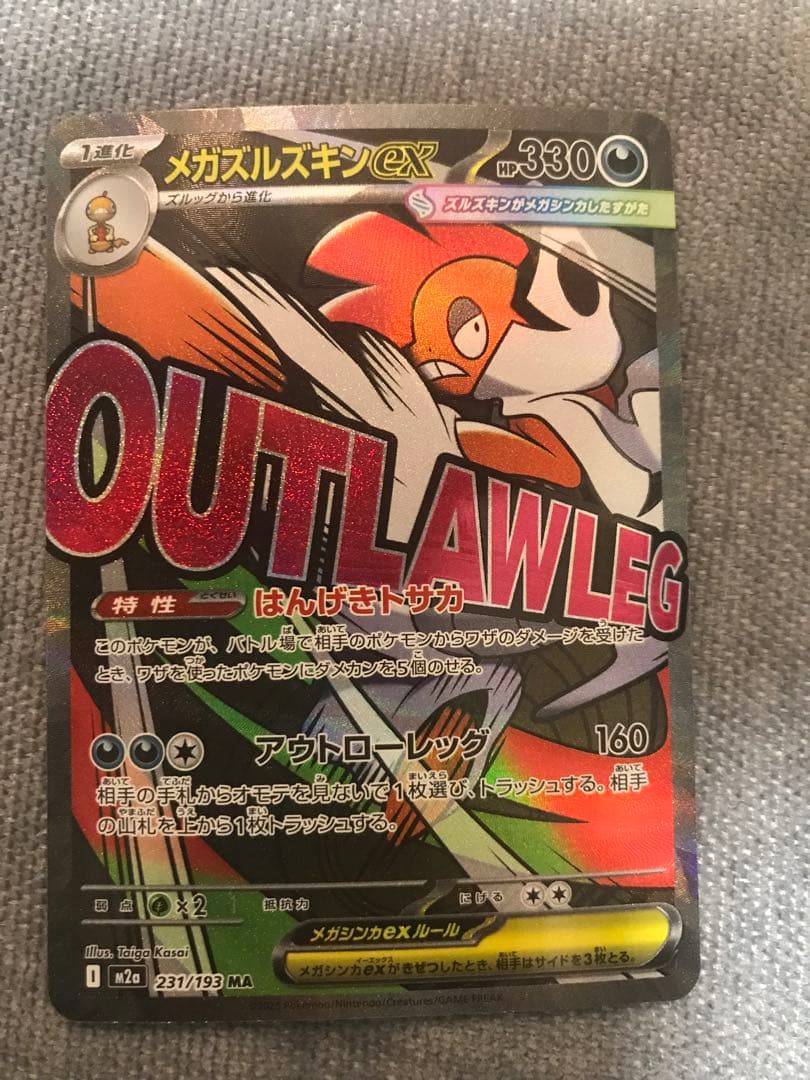 1進化
メガズルズキンex
HP330
ズルッグから進化
ズルズキンがメガシンカしたすがた
OUTLAWLEG
特性 とくせい はんげきトサカ
このポケモンが、バトル場で相手のポケモンからワザのダメージを受けた
とき、ワザを使ったポケモンにダメカンを5個のせる。
アウトローレッグ 160
相手の手札からオモテを見ないで1枚選び、トラッシュする。相手
の山札を上から1枚トラッシュする。
弱点 ×2 抵抗力 にげる
メガシンカexルール
メガシンカexがきぜつしたとき、相手はサイドを3枚とる。
Illus. Taiga Kasai
I m2a 231/193 MA
©2025 Pokémon/Nintendo/Creatures/GAME FREAK